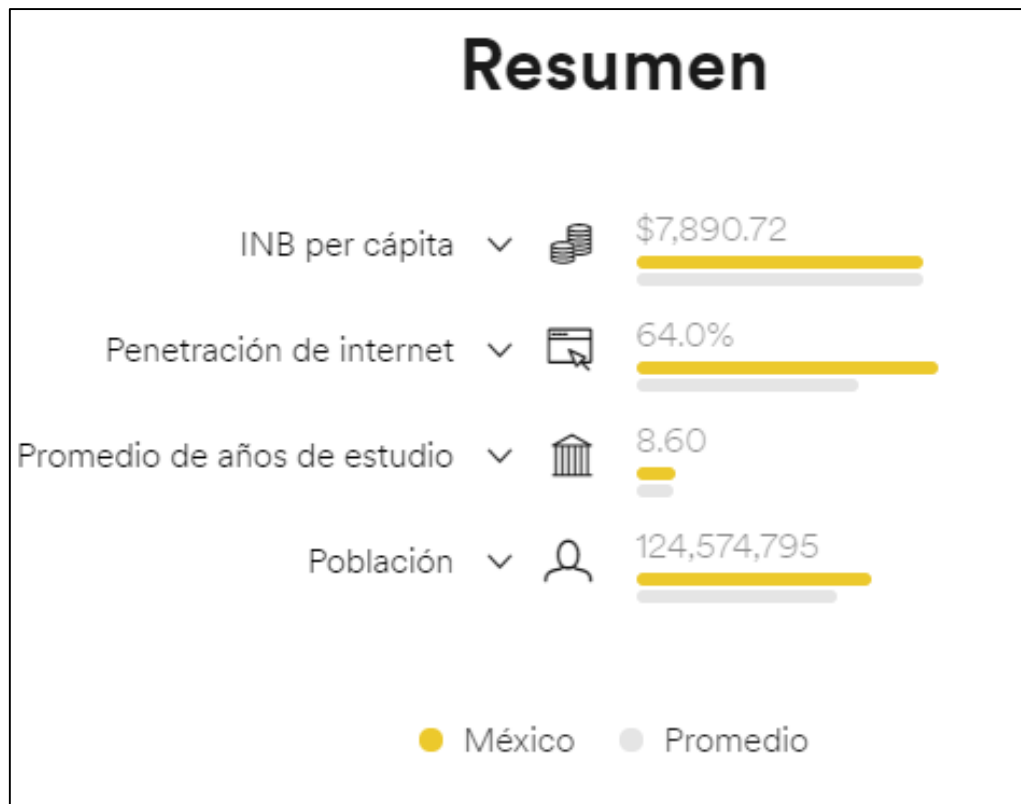 Resumen
INB per cápita
$7,890.72
Penetración de internet
64.0%
Promedio de años de estudio
8.60
Población
124,574,795
México
Promedio